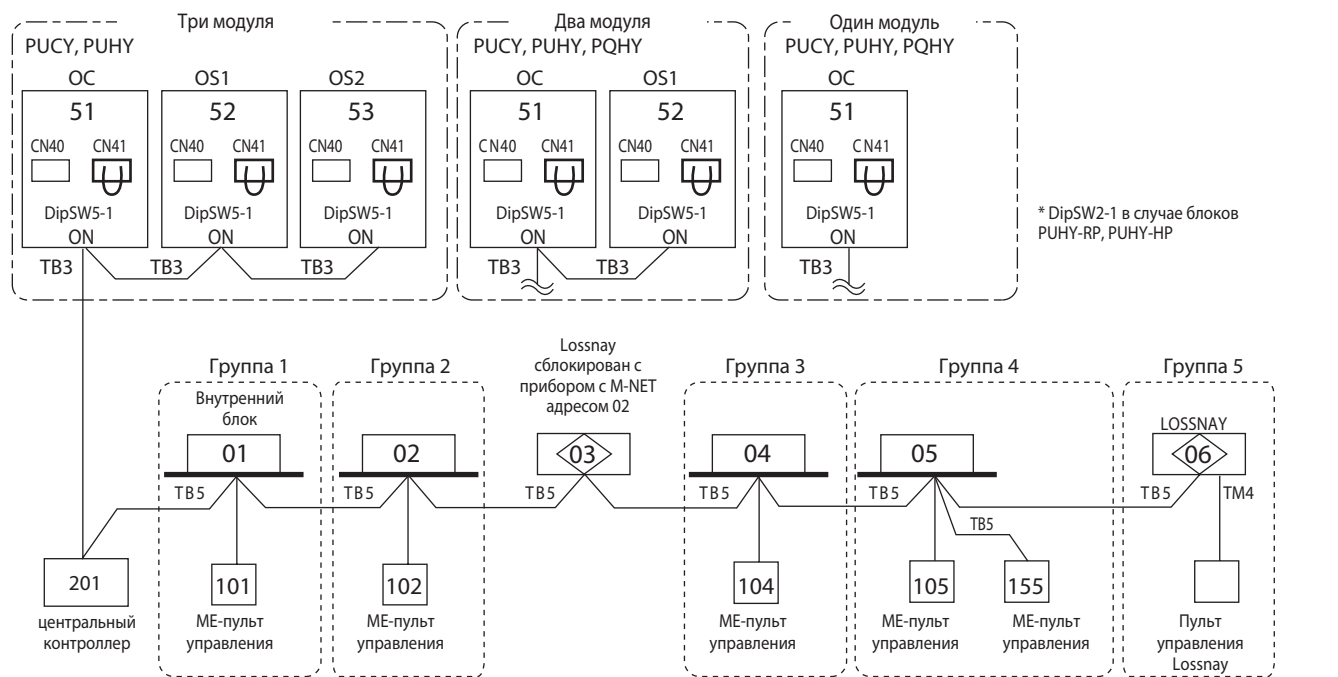 Три модуля
PUCY, PUHY
OC
OS1
OS2
51
52
53
CN40
CN41
CN40
CN41
CN40
CN41
DipSW5-1
DipSW5-1
DipSW5-1
ON
ON
ON
TB3
TB3
TB3
Два модуля
PUCY, PUHY, PQHY
OC
OS1
51
52
CN40
CN41
CN40
CN41
DipSW5-1
DipSW5-1
ON
ON
TB3
TB3
Один модуль
PUCY, PUHY, PQHY
OC
51
CN40
CN41
DipSW5-1
ON
TB3
* DipSW2-1 в случае блоков
PUHY-RP, PUHY-HP
Группа 1
Внутренний
блок
01
TB5
101
ME-пульт
управления
201
центральный
контроллер
Группа 2
02
TB5
102
ME-пульт
управления
Lossnay
сблокирован с
прибором с M-NET
адресом 02
03
TB5
Группа 3
04
TB5
104
ME-пульт
управления
Группа 4
05
TB5
TB5
105
155
ME-пульт
управления
ME-пульт
управления
Группа 5
LOSSNAY
06
TB5
TM4
Пульт
управления
Lossnay